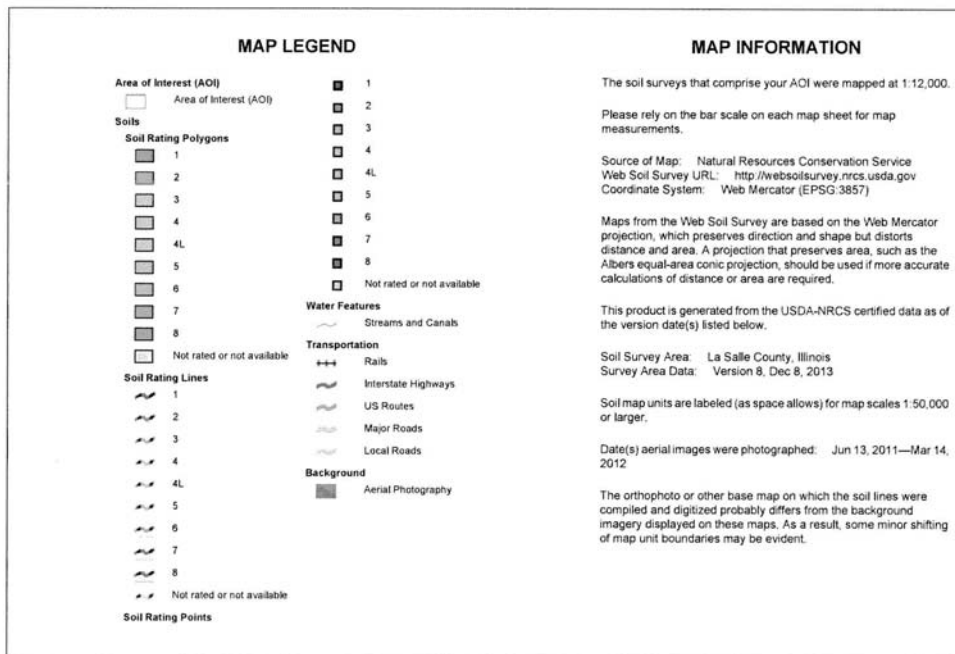 MAP LEGEND
Area of Interest (AOI)
Area of Interest (AOI)
Soils
Soil Rating Polygons
1
2
3
4
4L
5
6
7
8
Not rated or not available
Soil Rating Lines
1
2
3
4
4L
5
6
7
8
Not rated or not available
Soil Rating Points
1
2
3
4
4L
5
6
7
8
Not rated or not available
Water Features
Streams and Canals
Transportation
Rails
Interstate Highways
US Routes
Major Roads
Local Roads
Background
Aerial Photography
MAP INFORMATION
The soil surveys that comprise your AOI were mapped at 1:12,000.
Please rely on the bar scale on each map sheet for map
measurements.
Source of Map: Natural Resources Conservation Service
Web Soil Survey URL: http://websoilsurvey.nrcs.usda.gov
Coordinate System: Web Mercator (EPSG:3857)
Maps from the Web Soil Survey are based on the Web Mercator
projection, which preserves direction and shape but distorts
distance and area. A projection that preserves area, such as the
Albers equal-area conic projection, should be used if more accurate
calculations of distance or area are required.
This product is generated from the USDA-NRCS certified data as of
the version date(s) listed below.
Soil Survey Area: La Salle County, Illinois
Survey Area Data: Version 8, Dec 8, 2013
Soil map units are labeled (as space allows) for map scales 1:50,000
or larger.
Date(s) aerial images were photographed: Jun 13, 2011—Mar 14,
2012
The orthophoto or other base map on which the soil lines were
compiled and digitized probably differs from the background
imagery displayed on these maps. As a result, some minor shifting
of map unit boundaries may be evident.